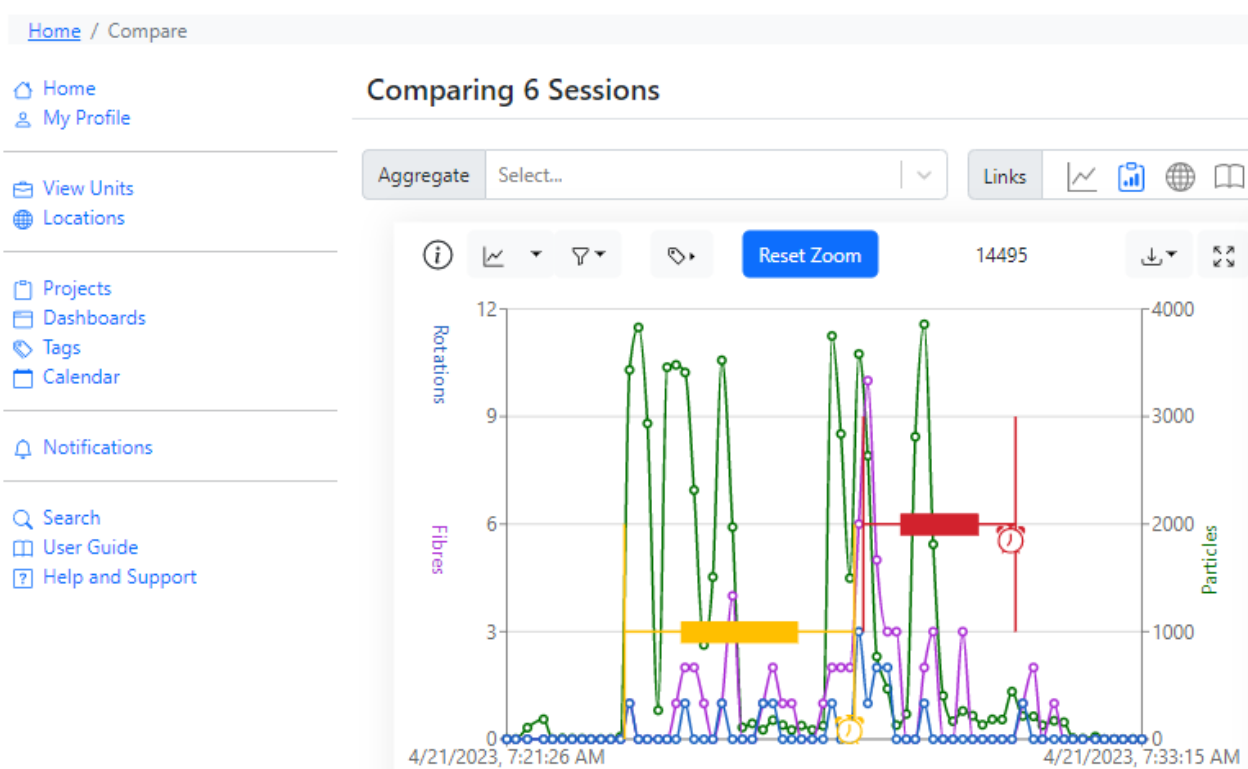 Home / Compare
Home
My Profile
View Units
Locations
Projects
Dashboards
Tags
Calendar
Notifications
Search
User Guide
Help and Support
Comparing 6 Sessions
Aggregate Select... Links
Reset Zoom 14495
12 4000
Rotations
9 3000
6 2000
Fibres
Particles
3 1000
0 0
4/21/2023, 7:21:26 AM 4/21/2023, 7:33:15 AM